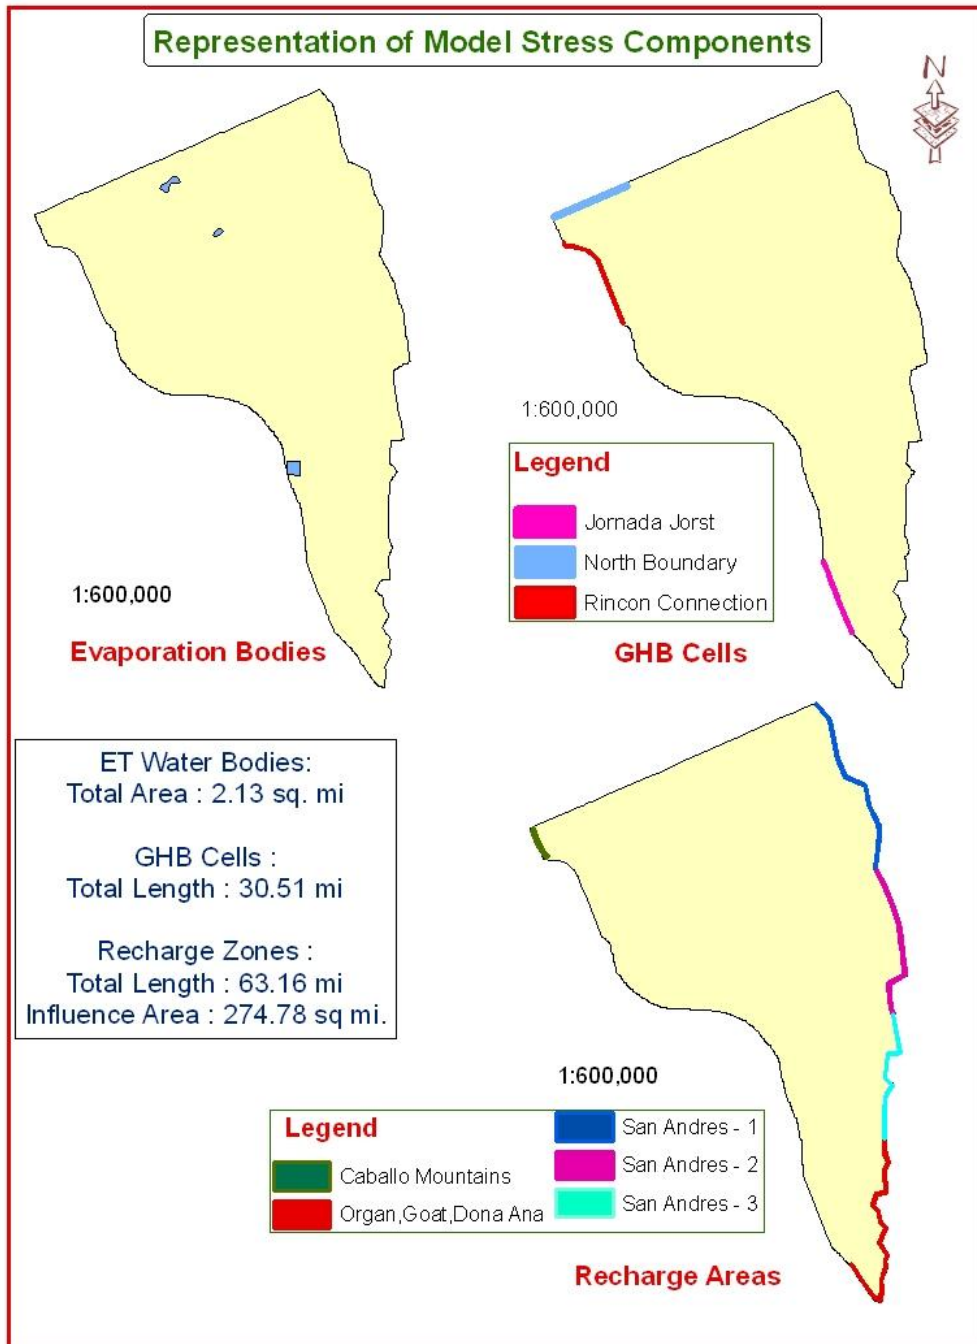 Representation of Model Stress Components
N
1:600,000
Evaporation Bodies
1:600,000
Legend
Jornada Jorst
North Boundary
Rincon Connection
GHB Cells
ET Water Bodies:
Total Area : 2.13 sq. mi
GHB Cells :
Total Length : 30.51 mi
Recharge Zones :
Total Length : 63.16 mi
Influence Area : 274.78 sq mi.
1:600,000
Legend
Caballo Mountains
Organ,Goat,Dona Ana
San Andres - 1
San Andres - 2
San Andres - 3
Recharge Areas